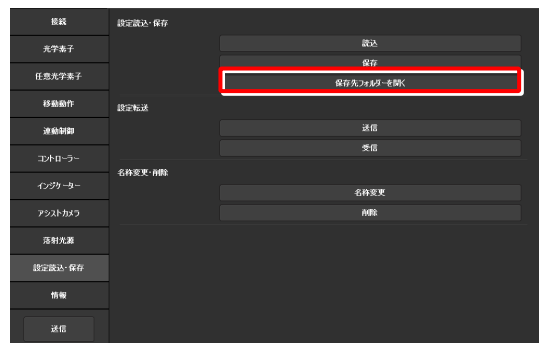 接続
光学素子
任意光学素子
移動動作
連動制御
コントローラー
インジケーター
アシストカメラ
落射光源
設定読込・保存
情報
送信
設定読込・保存
読込
保存
保存先フォルダーを開く
設定転送
送信
受信
名称変更・削除
名称変更
削除